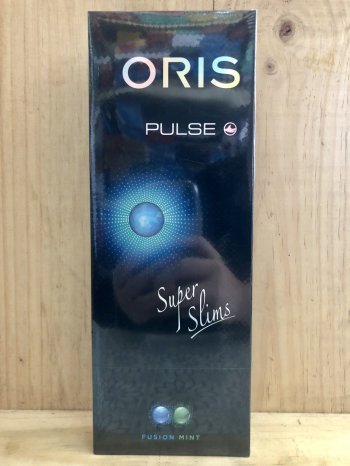 ORIS
PULSE
Super
Slims
FUSION MINT